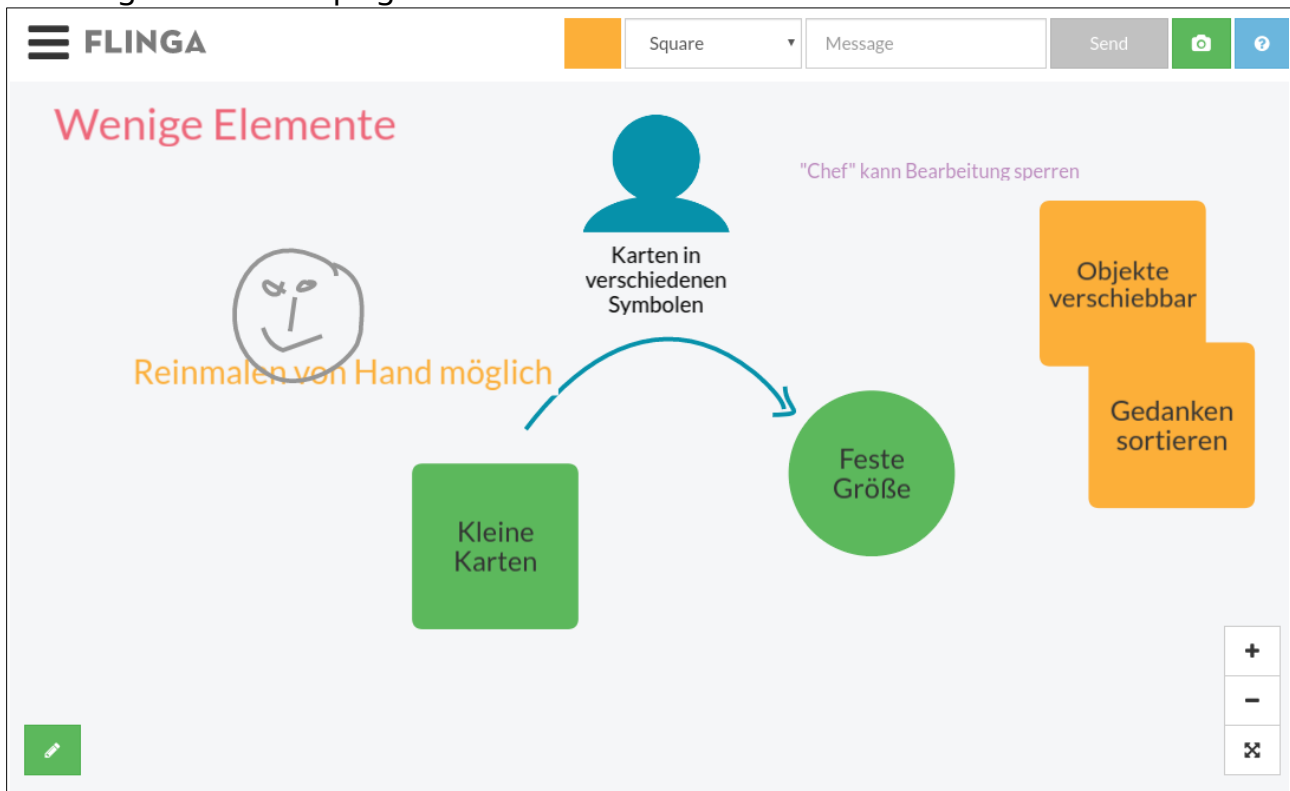 FLINGA
Square
Message
Send
Wenige Elemente
"Chef" kann Bearbeitung sperren
Karten in
verschiedenen
Symbolen
Objekte
verschiebbar
Reinmalen von Hand möglich
Gedanken
sortieren
Feste
Größe
Kleine
Karten